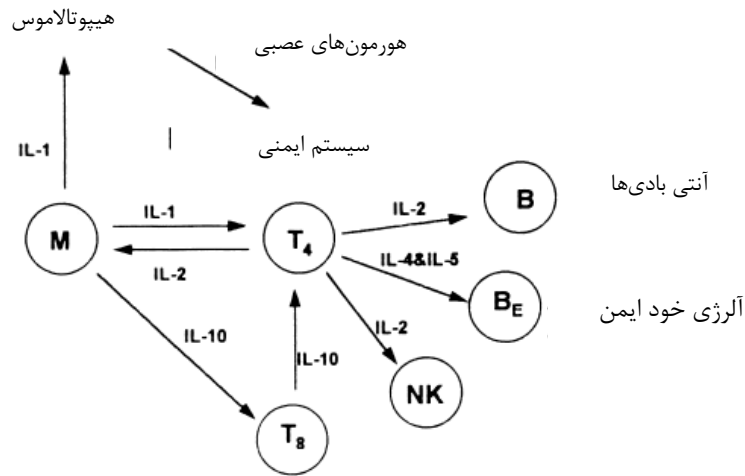 هیپوتالاموس
هورمون‌های عصبی
IL-1
سیستم ایمنی
آنتی بادی‌ها
B
IL-2
IL-1
M
T₄
IL-2
IL-4&IL-5
B_E
آلرژی خود ایمن
IL-10
IL-10
IL-2
NK
T₈